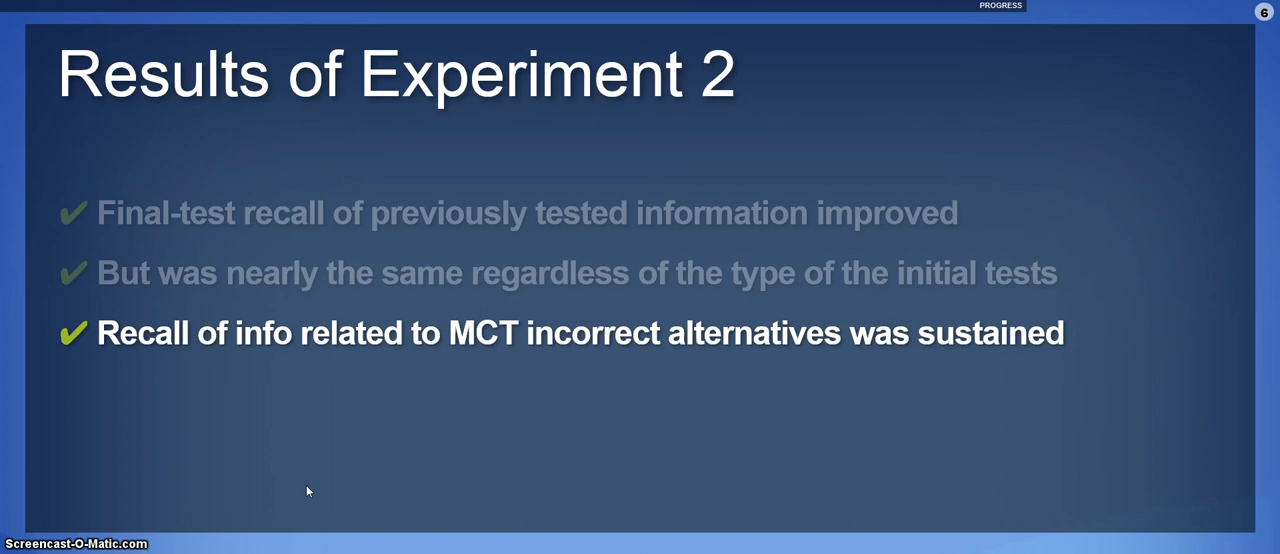 PROGRESS
6
Results of Experiment 2
✔ Final-test recall of previously tested information improved
✔ But was nearly the same regardless of the type of the initial tests
✔ Recall of info related to MCT incorrect alternatives was sustained
Screencast-O-Matic.com